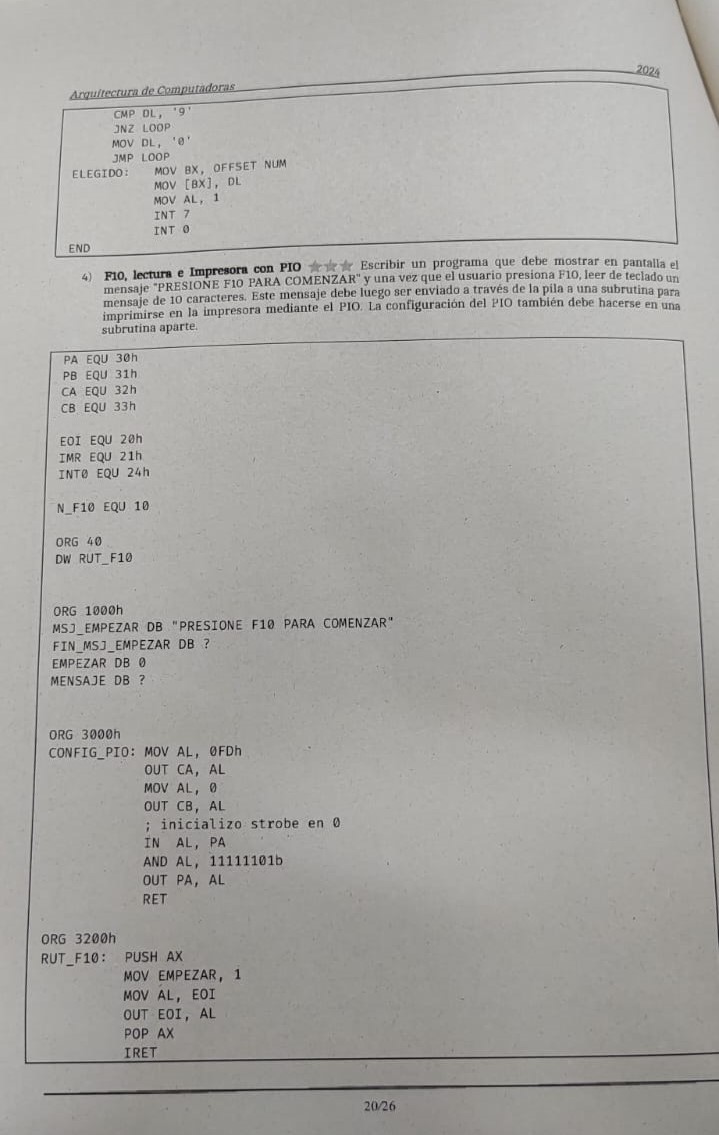 2024
Arquitectura de Computadoras
CMP DL, '9'
JNZ LOOP
MOV DL, '0'
JMP LOOP
ELEGIDO: MOV BX, OFFSET NUM
MOV [BX], DL
MOV AL, 1
INT 7
INT 0
END
4) F10, lectura e Impresora con PIO ☆☆☆ Escribir un programa que debe mostrar en pantalla el
mensaje "PRESIONE F10 PARA COMENZAR" y una vez que el usuario presiona F10, leer de teclado un
mensaje de 10 caracteres. Este mensaje debe luego ser enviado a través de la pila a una subrutina para
imprimirse en la impresora mediante el PIO. La configuración del PIO también debe hacerse en una
subrutina aparte.
PA EQU 30h
PB EQU 31h
CA EQU 32h
CB EQU 33h
EOI EQU 20h
IMR EQU 21h
INT0 EQU 24h
N_F10 EQU 10
ORG 40
DW RUT_F10
ORG 1000h
MSJ_EMPEZAR DB "PRESIONE F10 PARA COMENZAR"
FIN_MSJ_EMPEZAR DB ?
EMPEZAR DB 0
MENSAJE DB ?
ORG 3000h
CONFIG_PIO: MOV AL, 0FDh
OUT CA, AL
MOV AL, 0
OUT CB, AL
; inicializo strobe en 0
IN AL, PA
AND AL, 11111101b
OUT PA, AL
RET
ORG 3200h
RUT_F10: PUSH AX
MOV EMPEZAR, 1
MOV AL, EOI
OUT EOI, AL
POP AX
IRET
20/26